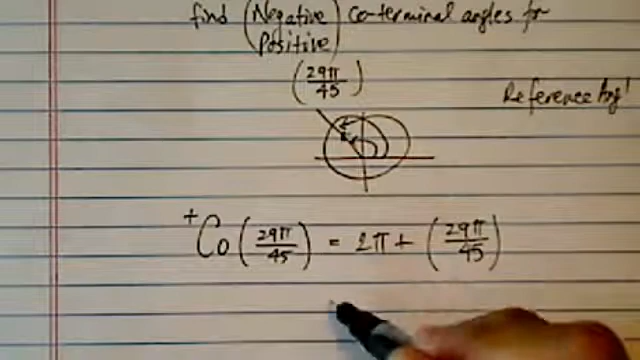 find (Negative Positive) Co-terminal angles for
(29π/45)
Reference Ang
+Co(29π/45) = 2π + (29π/45)